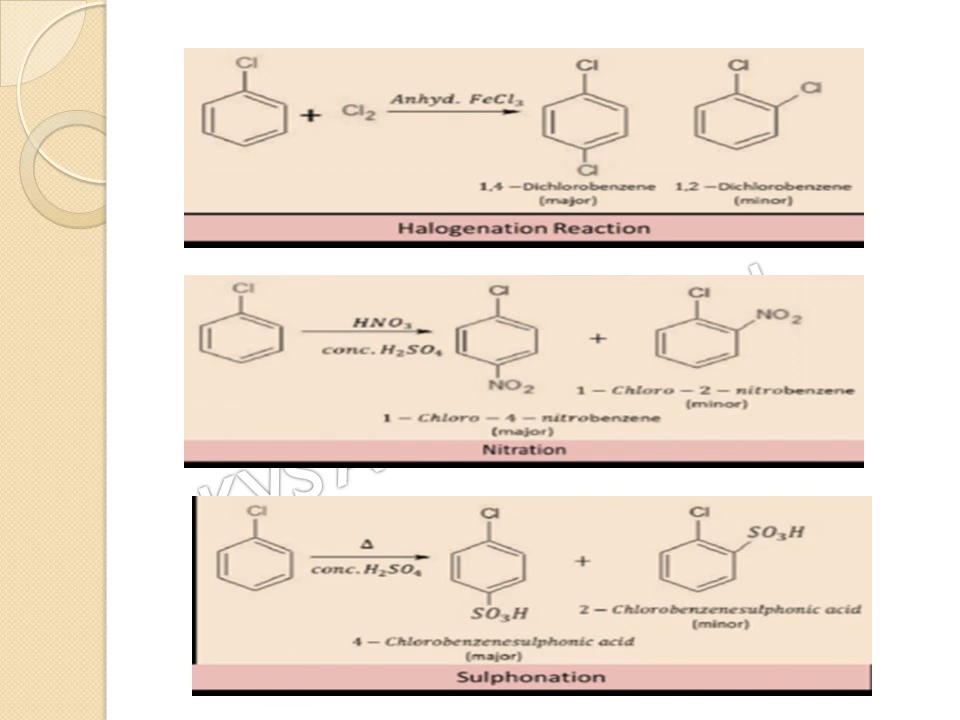 Cl
Cl
Cl
Cl
+ Cl₂ Anhyd. FeCl₃
Cl
1,4 −Dichlorobenzene 1,2 −Dichlorobenzene
(major) (minor)
Halogenation Reaction
Cl
Cl
Cl
NO₂
HNO₃
+
conc. H₂SO₄
NO₂
1 − Chloro − 2 − nitrobenzene
(minor)
1 − Chloro − 4 − nitrobenzene
(major)
Nitration
KVS
Cl
Cl
Cl
SO₃H
Δ
+
conc. H₂SO₄
SO₃H
2 − Chlorobenzenesulphonic acid
(minor)
4 − Chlorobenzenesulphonic acid
(major)
Sulphonation